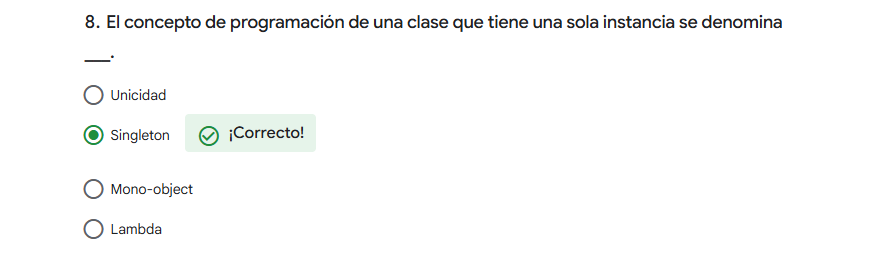 8. El concepto de programación de una clase que tiene una sola instancia se denomina
___.
Unicidad
Singleton
¡Correcto!
Mono-object
Lambda